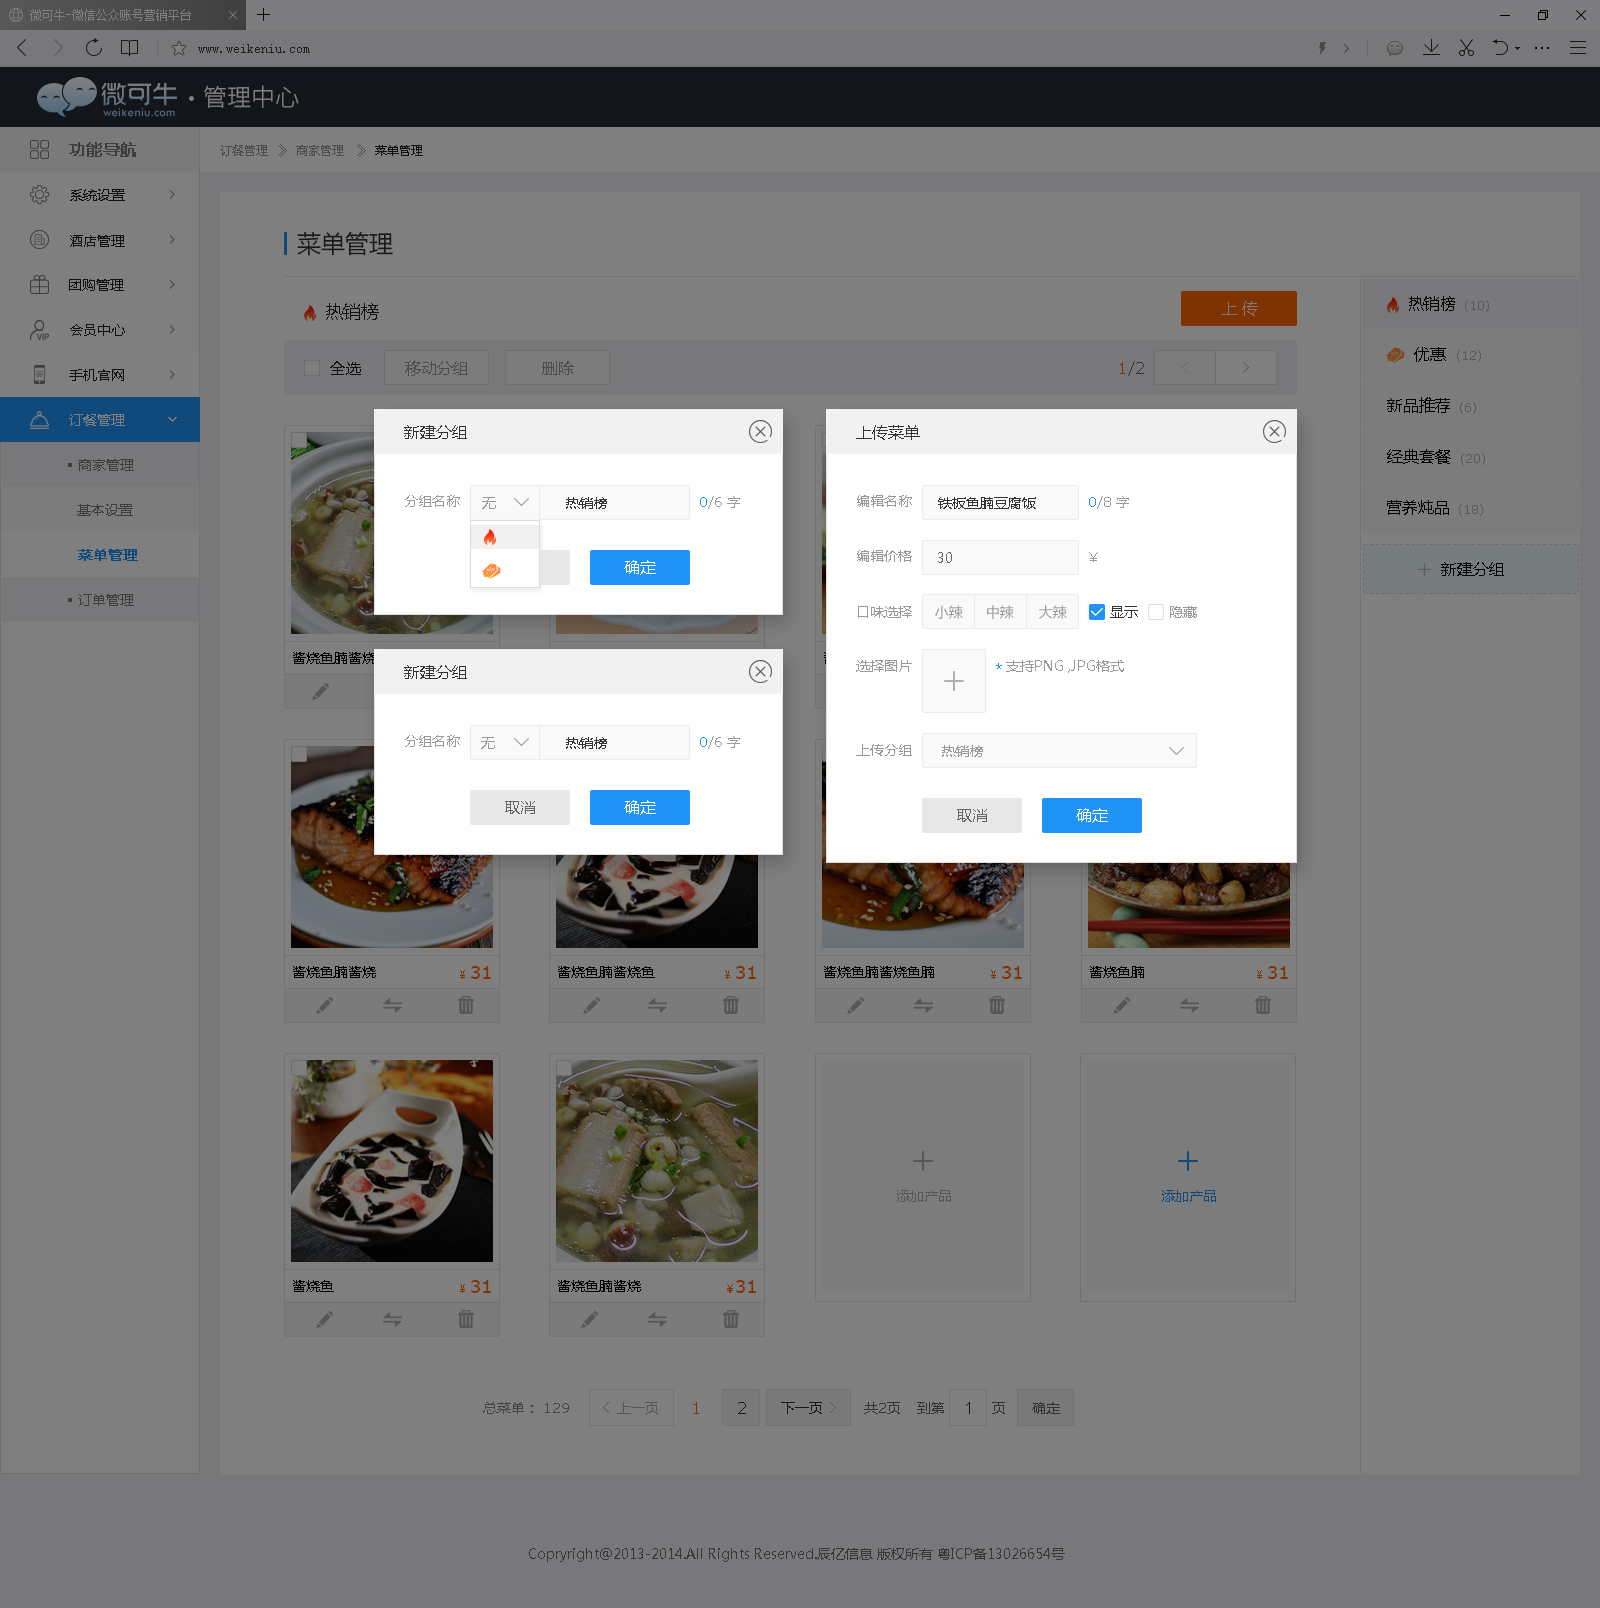 微可牛-微信公众账号营销平台
www.weikeniu.com
微可牛 · 管理中心
weikeniu.com
功能导航
系统设置
酒店管理
团购管理
会员中心
VIP
手机官网
订餐管理
商家管理
基本设置
菜单管理
订单管理
订餐管理 > 商家管理 > 菜单管理
菜单管理
热销榜
上 传
全选 移动分组 删除 1/2
热销榜 (10)
优惠 (12)
新品推荐 (6)
经典套餐 (20)
营养炖品 (18)
+ 新建分组
新建分组
分组名称 无 热销榜 0/6 字
确定
新建分组
分组名称 无 热销榜 0/6 字
取消 确定
上传菜单
编辑名称 铁板鱼腩豆腐饭 0/8 字
编辑价格 30 ¥
口味选择 小辣 中辣 大辣 显示 隐藏
选择图片 * 支持PNG ,JPG格式
上传分组 热销榜
取消 确定
酱烧鱼腩酱烧
酱烧鱼腩酱烧 ¥ 31
酱烧鱼腩酱烧鱼 ¥ 31
酱烧鱼腩酱烧鱼腩 ¥ 31
酱烧鱼腩 ¥ 31
酱烧鱼 ¥ 31
酱烧鱼腩酱烧 ¥31
添加产品
添加产品
总菜单： 129 < 上一页 1 2 下一页 > 共2页 到第 1 页 确定
Copryright@2013-2014.All Rights Reserved.辰亿信息 版权所有 粤ICP备13026654号